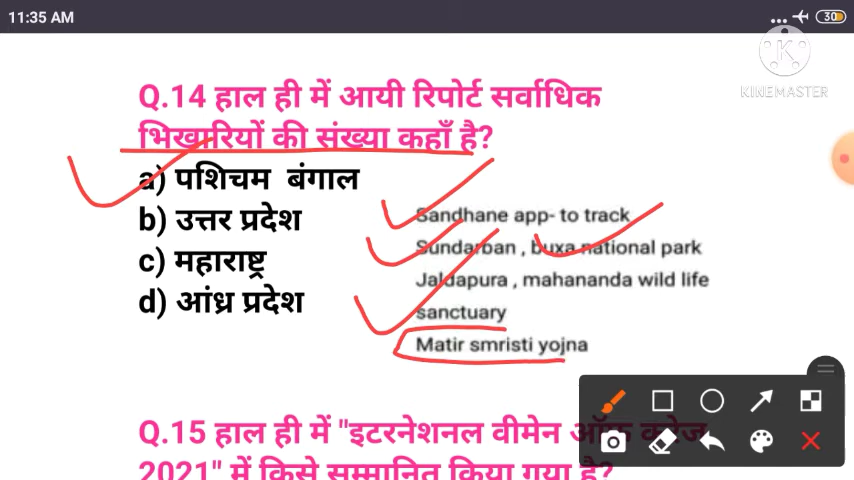 11:35 AM
30
KINEMASTER
Q.14 हाल ही में आयी रिपोर्ट सर्वाधिक
भिखारियों की संख्या कहाँ है?
a) पशिचम बंगाल
b) उत्तर प्रदेश
c) महाराष्ट्र
d) आंध्र प्रदेश
Sandhane app- to track
Sundarban , buxa national park
Jaldapura , mahananda wild life
sanctuary
Matir smristi yojna
Q.15 हाल ही में "इटरनेशनल वीमेन ऑफ करेज
2021" में किसे सम्मानित किया गया है?